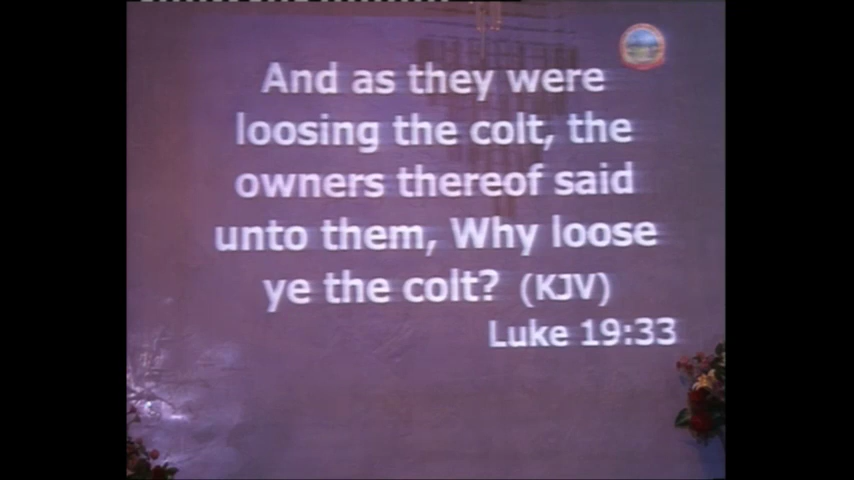 And as they were
loosing the colt, the
owners thereof said
unto them, Why loose
ye the colt? (KJV)
Luke 19:33